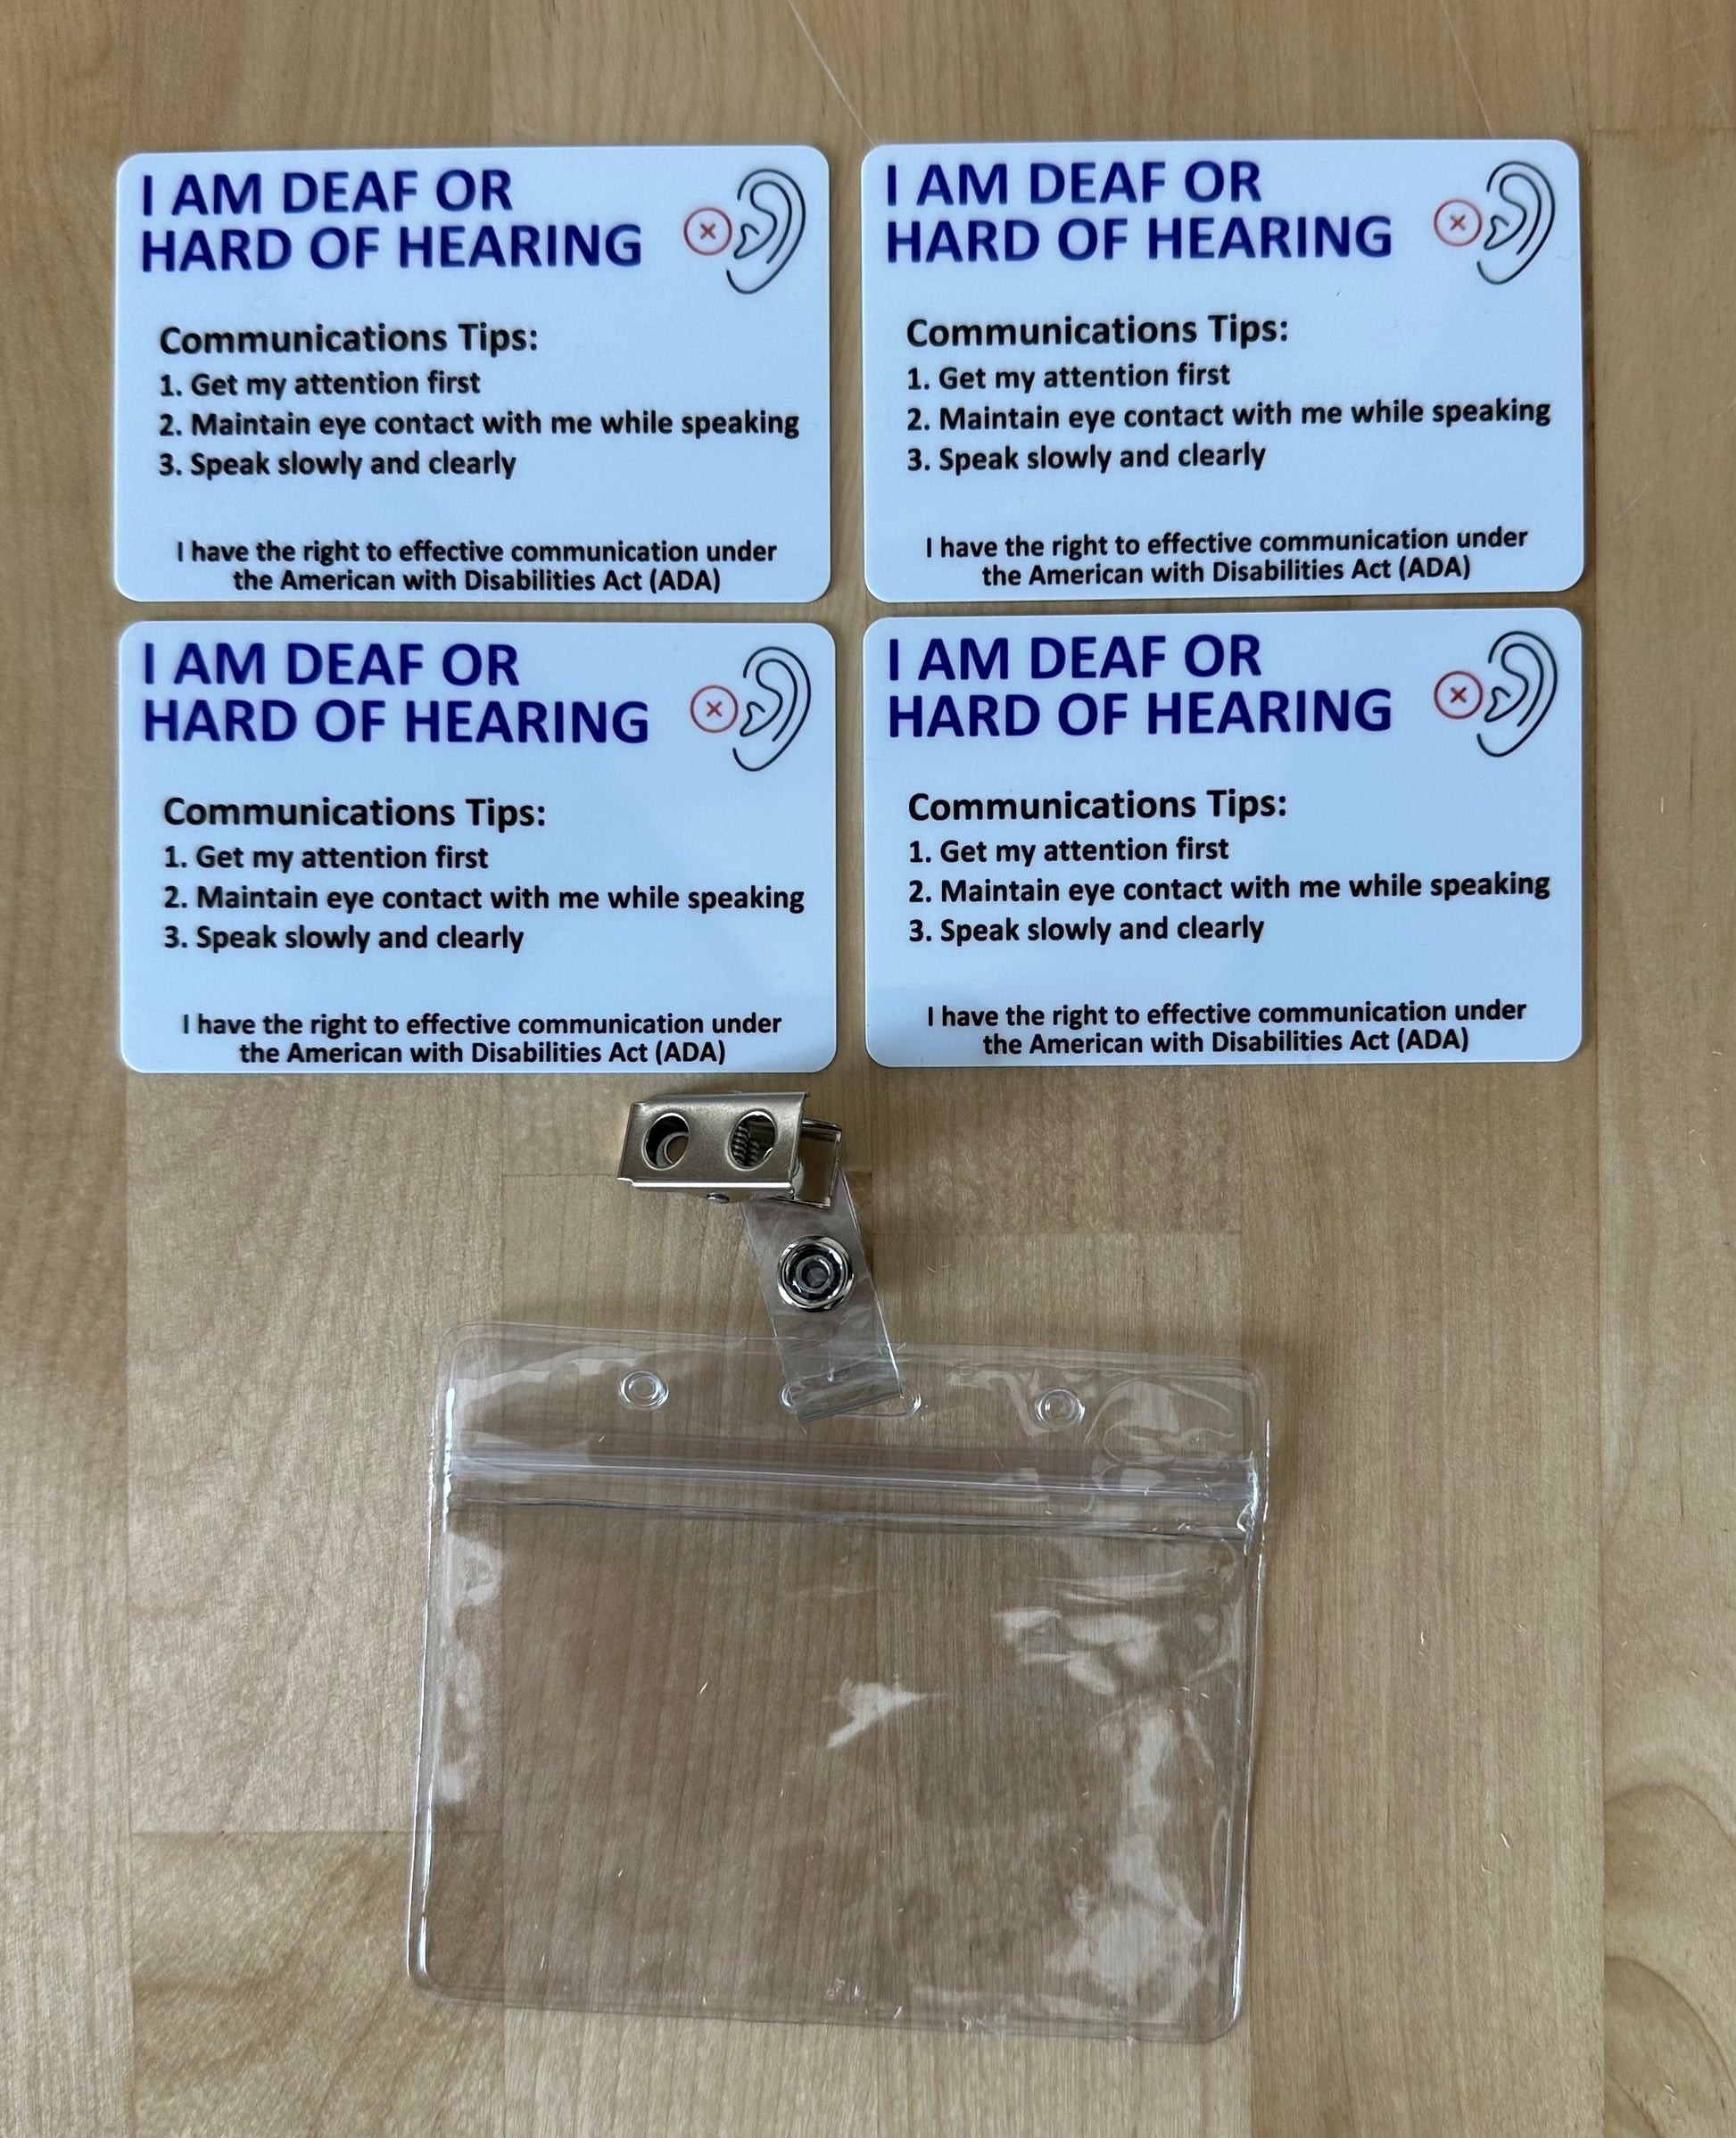 I AM DEAF OR
HARD OF HEARING
Communications Tips:
1. Get my attention first
2. Maintain eye contact with me while speaking
3. Speak slowly and clearly
I have the right to effective communication under
the American with Disabilities Act (ADA)
I AM DEAF OR
HARD OF HEARING
Communications Tips:
1. Get my attention first
2. Maintain eye contact with me while speaking
3. Speak slowly and clearly
I have the right to effective communication under
the American with Disabilities Act (ADA)
I AM DEAF OR
HARD OF HEARING
Communications Tips:
1. Get my attention first
2. Maintain eye contact with me while speaking
3. Speak slowly and clearly
I have the right to effective communication under
the American with Disabilities Act (ADA)
I AM DEAF OR
HARD OF HEARING
Communications Tips:
1. Get my attention first
2. Maintain eye contact with me while speaking
3. Speak slowly and clearly
I have the right to effective communication under
the American with Disabilities Act (ADA)